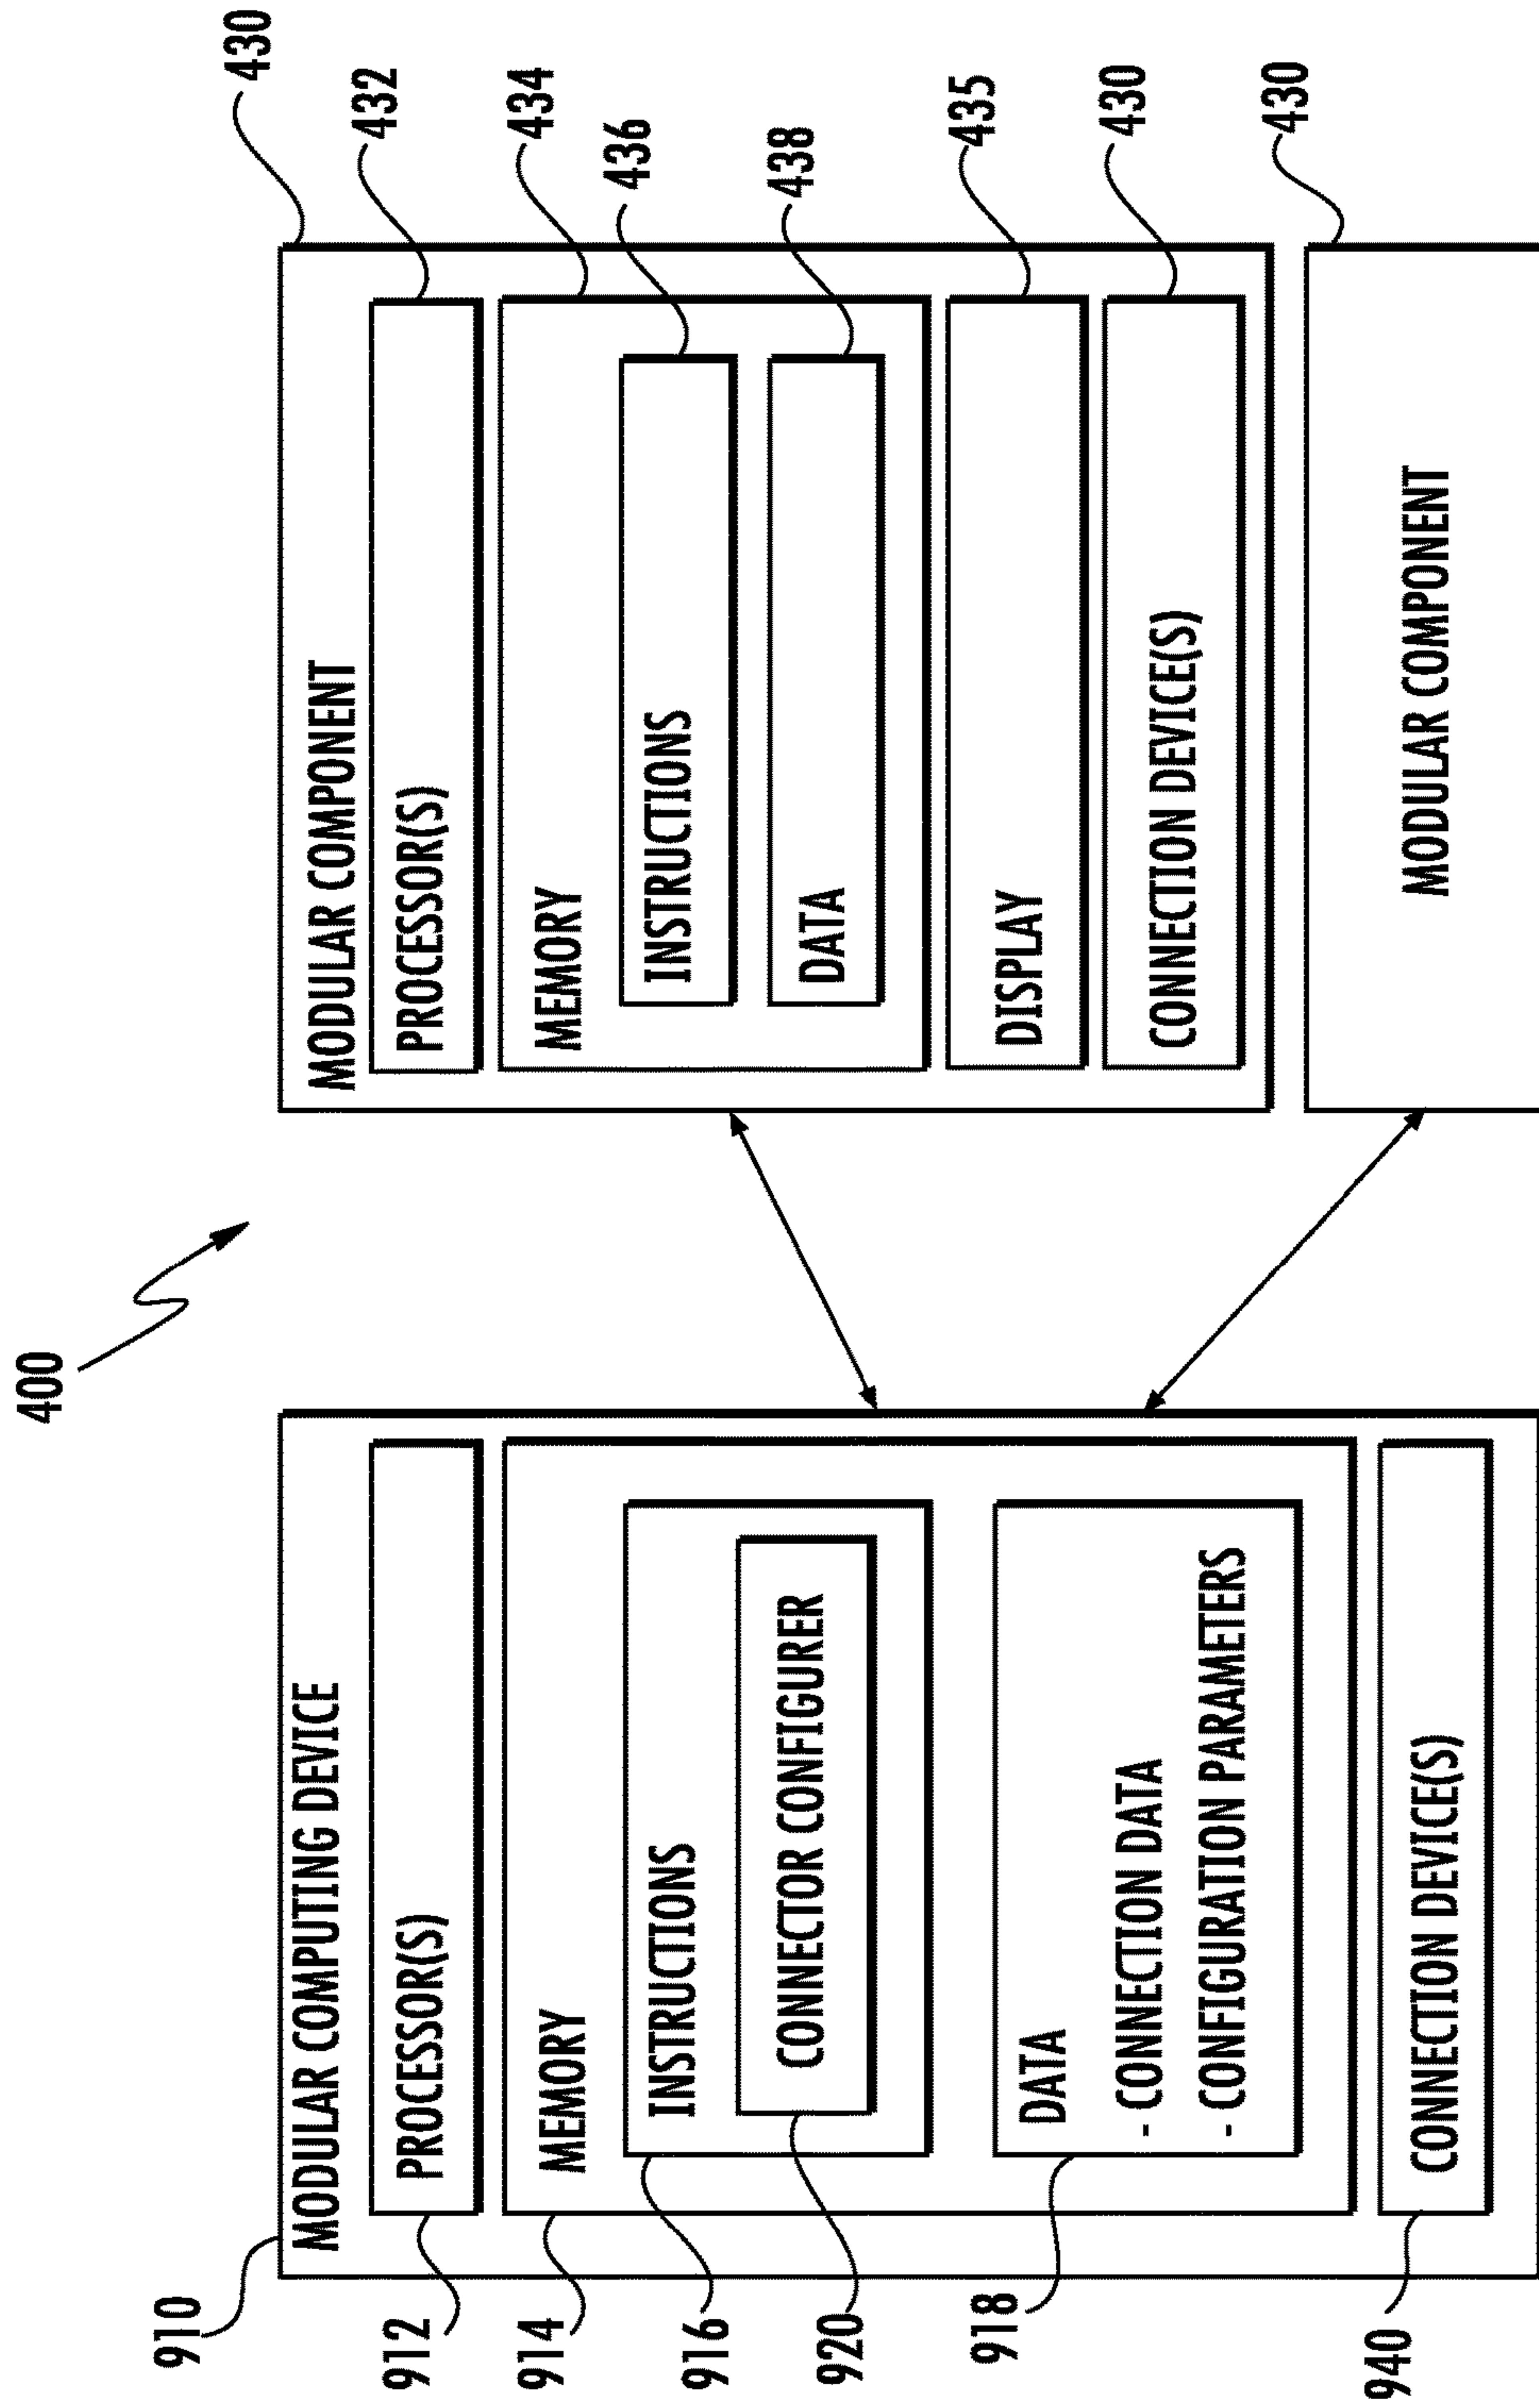 400
910
MODULAR COMPUTING DEVICE
912
PROCESSOR(S)
914
MEMORY
916
INSTRUCTIONS
920
CONNECTOR CONFIGURER
918
DATA
- CONNECTION DATA
- CONFIGURATION PARAMETERS
940
CONNECTION DEVICE(S)
430
MODULAR COMPONENT
432
PROCESSOR(S)
434
MEMORY
436
INSTRUCTIONS
438
DATA
435
DISPLAY
430
CONNECTION DEVICE(S)
430
MODULAR COMPONENT